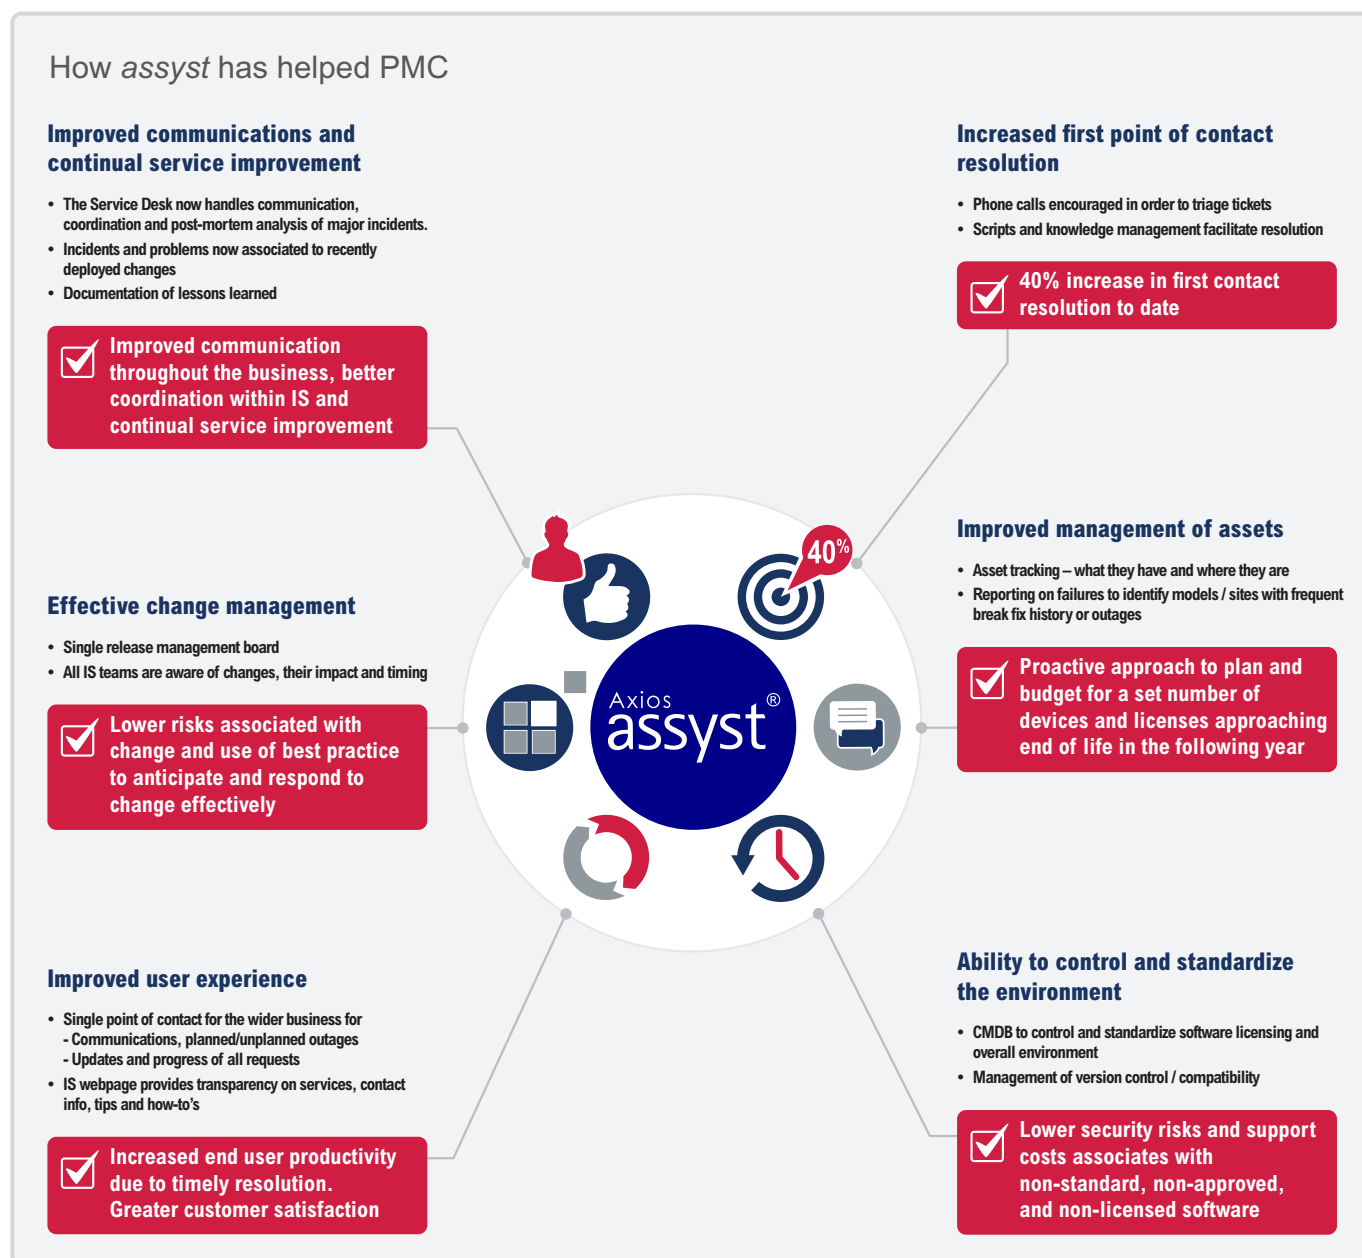 How assyst has helped PMC
Improved communications and
continual service improvement
• The Service Desk now handles communication,
coordination and post-mortem analysis of major incidents.
• Incidents and problems now associated to recently
deployed changes
• Documentation of lessons learned
Improved communication
throughout the business, better
coordination within IS and
continual service improvement
Effective change management
• Single release management board
• All IS teams are aware of changes, their impact and timing
Lower risks associated with
change and use of best practice
to anticipate and respond to
change effectively
Improved user experience
• Single point of contact for the wider business for
- Communications, planned/unplanned outages
- Updates and progress of all requests
• IS webpage provides transparency on services, contact
info, tips and how-to's
Increased end user productivity
due to timely resolution.
Greater customer satisfaction
40%
Axios
assyst®
Increased first point of contact
resolution
• Phone calls encouraged in order to triage tickets
• Scripts and knowledge management facilitate resolution
40% increase in first contact
resolution to date
Improved management of assets
• Asset tracking – what they have and where they are
• Reporting on failures to identify models / sites with frequent
break fix history or outages
Proactive approach to plan and
budget for a set number of
devices and licenses approaching
end of life in the following year
Ability to control and standardize
the environment
• CMDB to control and standardize software licensing and
overall environment
• Management of version control / compatibility
Lower security risks and support
costs associates with
non-standard, non-approved,
and non-licensed software